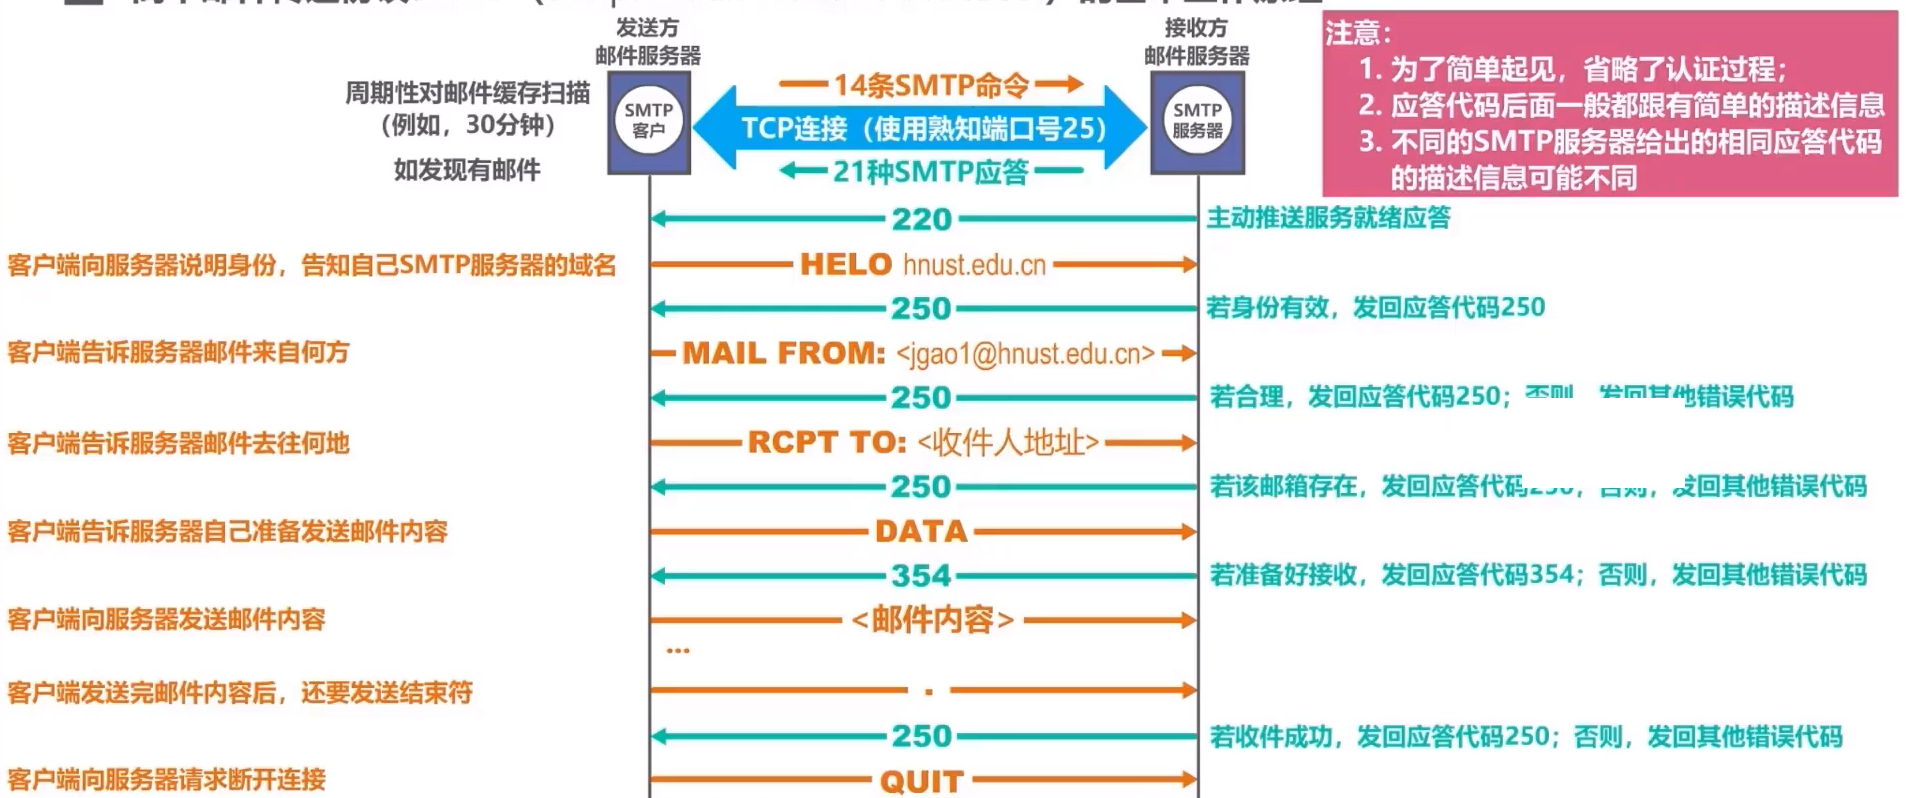 发送方
邮件服务器
接收方
邮件服务器
注意：
1. 为了简单起见，省略了认证过程；
2. 应答代码后面一般都跟有简单的描述信息
3. 不同的SMTP服务器给出的相同应答代码
的描述信息可能不同
周期性对邮件缓存扫描
（例如，30分钟）
如发现有邮件
SMTP
客户
14条SMTP命令
TCP连接（使用熟知端口号25）
21种SMTP应答
SMTP
服务器
220
主动推送服务就绪应答
客户端向服务器说明身份，告知自己SMTP服务器的域名
HELO hnust.edu.cn
250
若身份有效，发回应答代码250
客户端告诉服务器邮件来自何方
MAIL FROM: <jgao1@hnust.edu.cn>
250
若合理，发回应答代码250；否则，发回其他错误代码
客户端告诉服务器邮件去往何地
RCPT TO: <收件人地址>
250
若该邮箱存在，发回应答代码250，否则，发回其他错误代码
客户端告诉服务器自己准备发送邮件内容
DATA
354
若准备好接收，发回应答代码354；否则，发回其他错误代码
客户端向服务器发送邮件内容
<邮件内容>
...
客户端发送完邮件内容后，还要发送结束符
.
250
若收件成功，发回应答代码250；否则，发回其他错误代码
客户端向服务器请求断开连接
QUIT